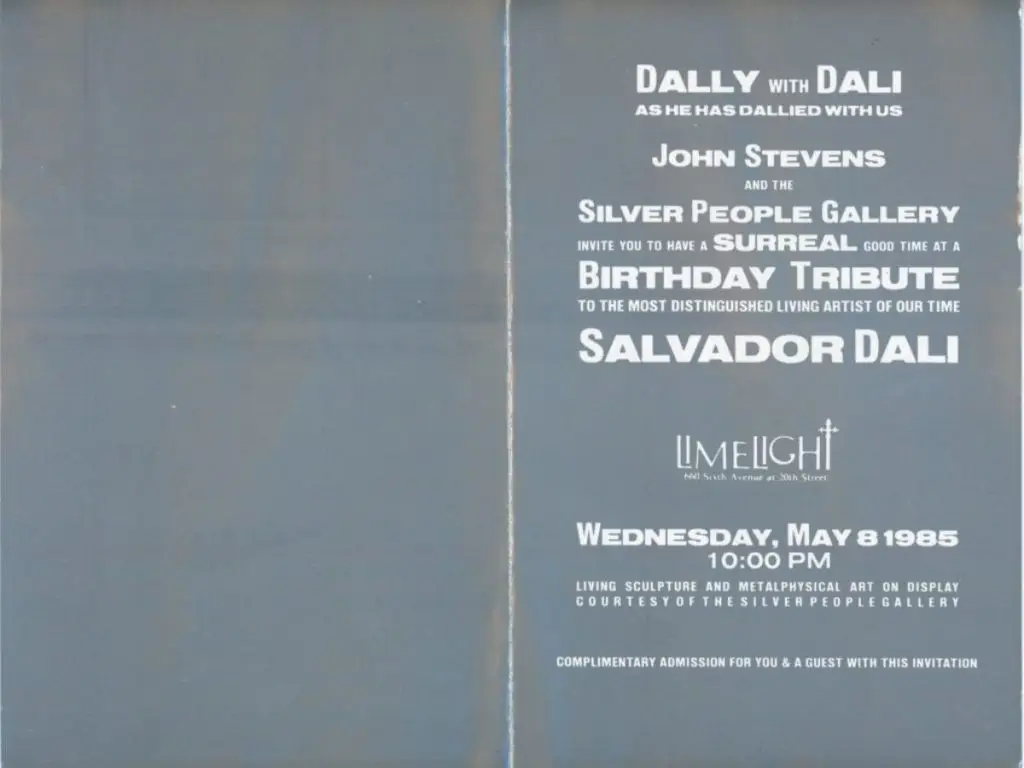 DALLY WITH DALI
AS HE HAS DALLIED WITH US
JOHN STEVENS
AND THE
SILVER PEOPLE GALLERY
INVITE YOU TO HAVE A SURREAL GOOD TIME AT A
BIRTHDAY TRIBUTE
TO THE MOST DISTINGUISHED LIVING ARTIST OF OUR TIME
SALVADOR DALI
LIMELIGHT
660 Sixth Avenue at 20th Street
WEDNESDAY, MAY 8 1985
10:00 PM
LIVING SCULPTURE AND METALPHYSICAL ART ON DISPLAY
COURTESY OF THE SILVER PEOPLE GALLERY
COMPLIMENTARY ADMISSION FOR YOU & A GUEST WITH THIS INVITATION